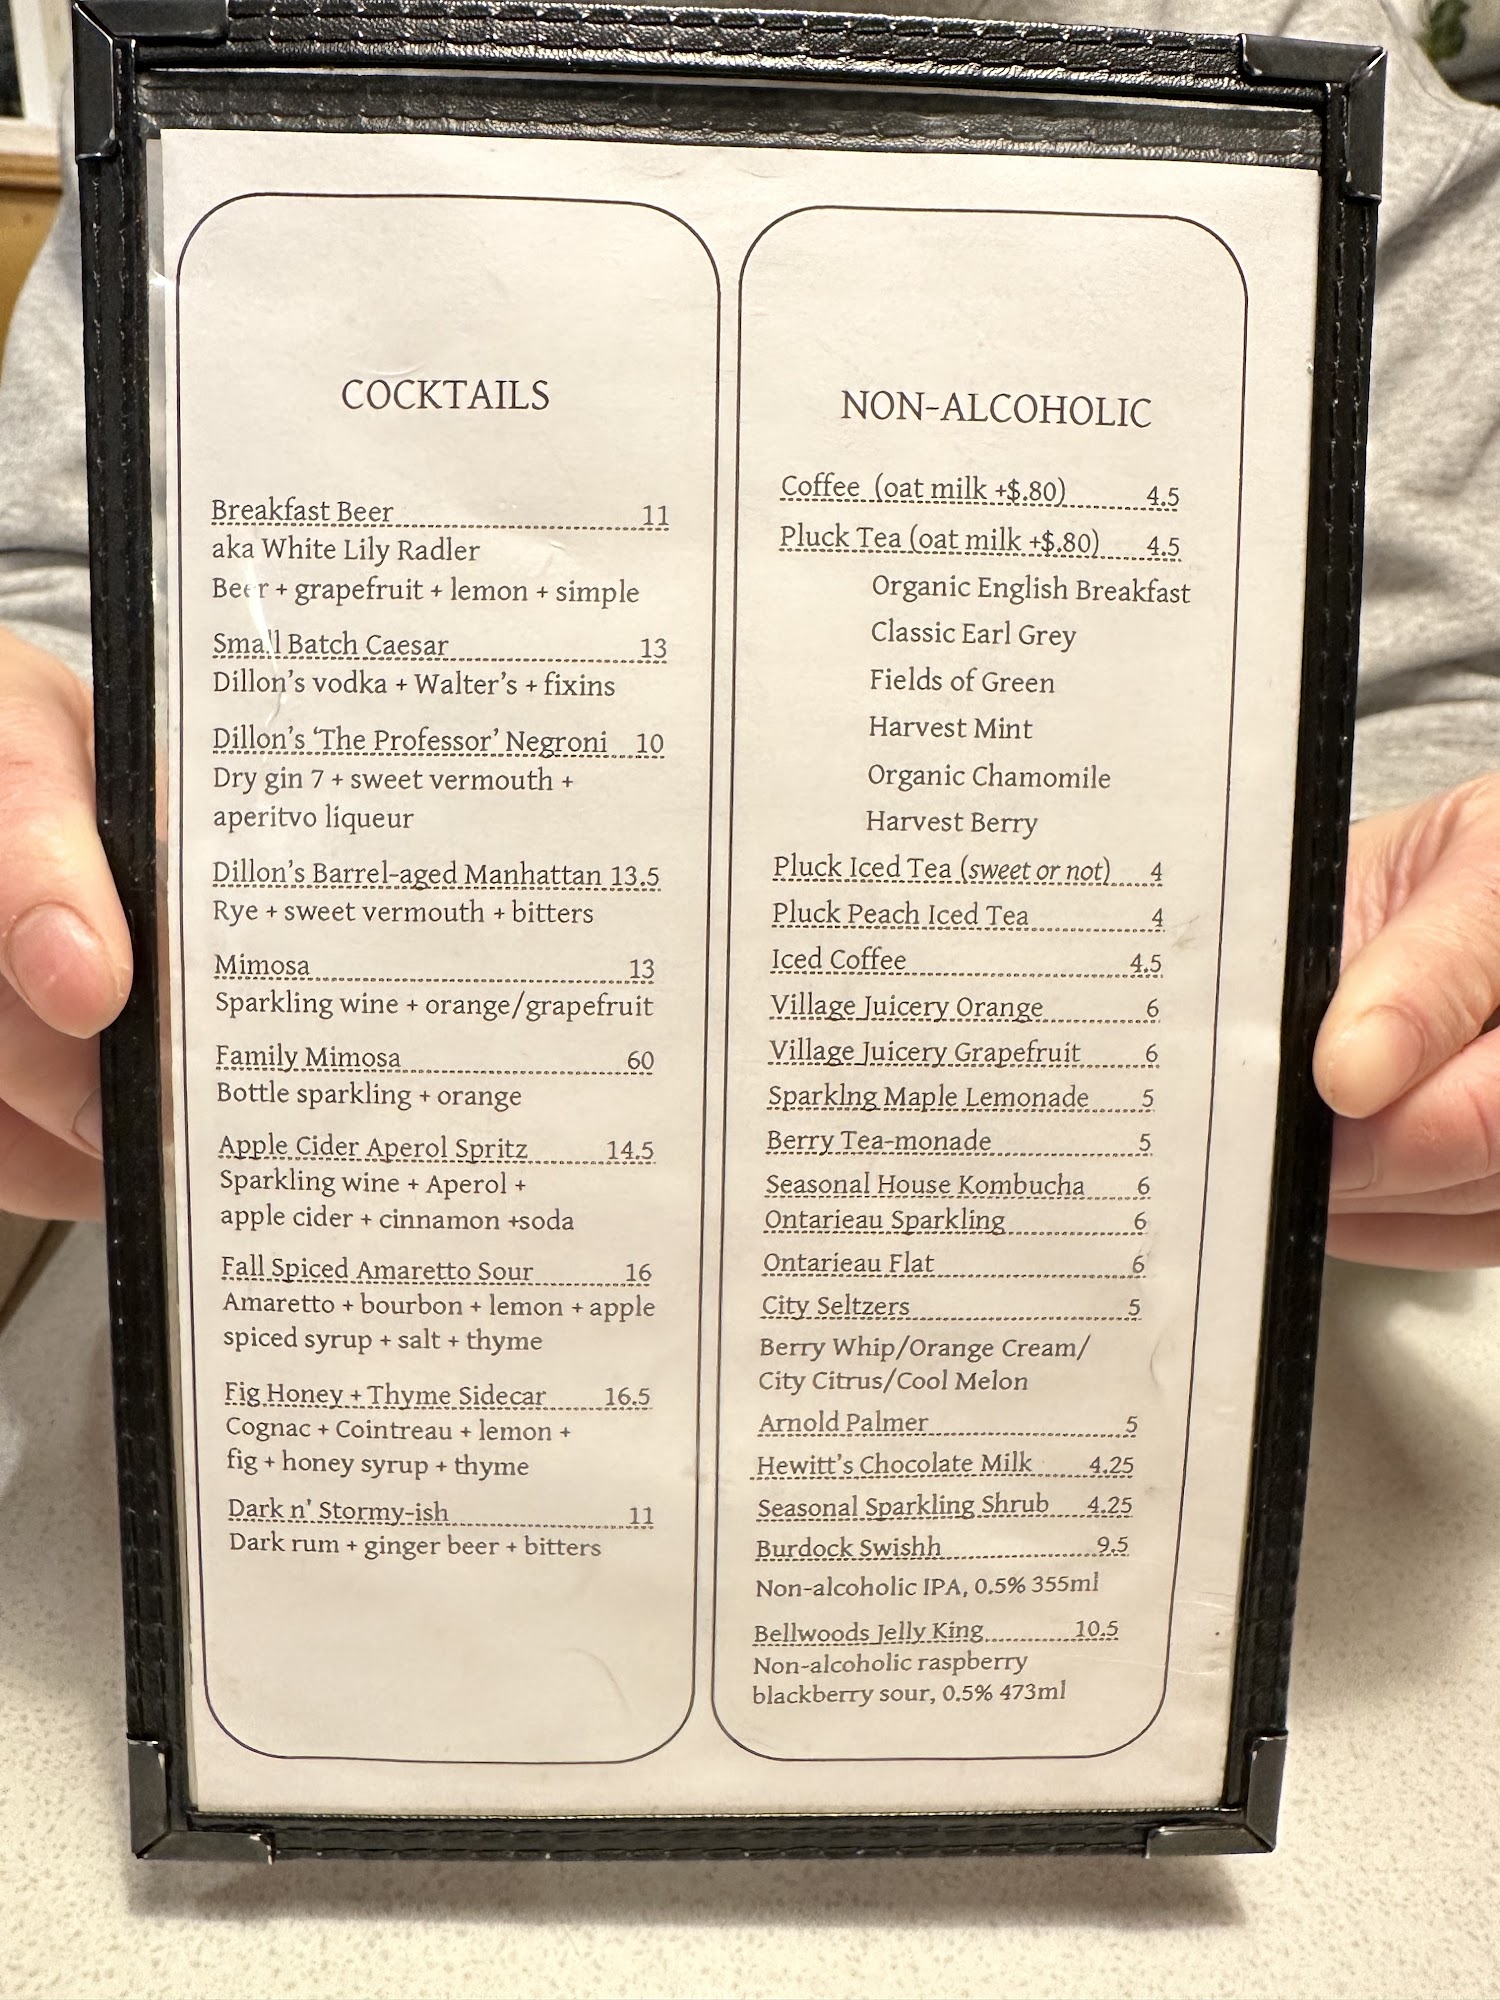 COCKTAILS
Breakfast Beer 11
aka White Lily Radler
Beer + grapefruit + lemon + simple
Small Batch Caesar 13
Dillon's vodka + Walter's + fixins
Dillon's 'The Professor' Negroni 10
Dry gin 7 + sweet vermouth +
aperitvo liqueur
Dillon's Barrel-aged Manhattan 13.5
Rye + sweet vermouth + bitters
Mimosa 13
Sparkling wine + orange/grapefruit
Family Mimosa 60
Bottle sparkling + orange
Apple Cider Aperol Spritz 14.5
Sparkling wine + Aperol +
apple cider + cinnamon +soda
Fall Spiced Amaretto Sour 16
Amaretto + bourbon + lemon + apple
spiced syrup + salt + thyme
Fig Honey + Thyme Sidecar 16.5
Cognac + Cointreau + lemon +
fig + honey syrup + thyme
Dark n' Stormy-ish 11
Dark rum + ginger beer + bitters
NON-ALCOHOLIC
Coffee (oat milk +$.80) 4.5
Pluck Tea (oat milk +$.80) 4.5
Organic English Breakfast
Classic Earl Grey
Fields of Green
Harvest Mint
Organic Chamomile
Harvest Berry
Pluck Iced Tea (sweet or not) 4
Pluck Peach Iced Tea 4
Iced Coffee 4.5
Village Juicery Orange 6
Village Juicery Grapefruit 6
Sparklng Maple Lemonade 5
Berry Tea-monade 5
Seasonal House Kombucha 6
Ontarieau Sparkling 6
Ontarieau Flat 6
City Seltzers 5
Berry Whip/Orange Cream/
City Citrus/Cool Melon
Arnold Palmer 5
Hewitt's Chocolate Milk 4.25
Seasonal Sparkling Shrub 4.25
Burdock Swishh 9.5
Non-alcoholic IPA, 0.5% 355ml
Bellwoods Jelly King 10.5
Non-alcoholic raspberry
blackberry sour, 0.5% 473ml